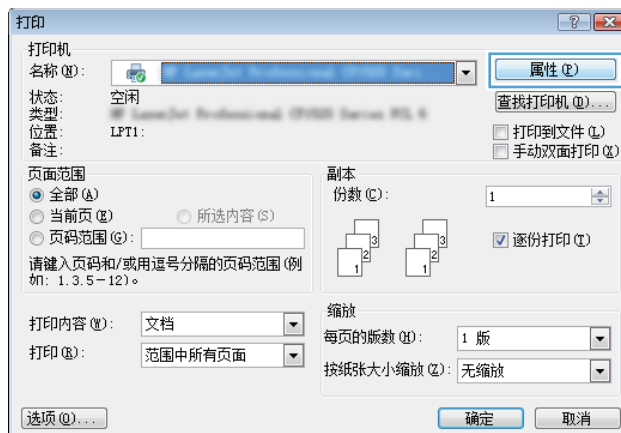 打印
打印机
名称(N):
属性(P)
状态: 空闲
查找打印机(D)...
类型:
位置: LPT1:
打印到文件(L)
备注:
手动双面打印(X)
页面范围
副本
全部(A)
份数(C): 1
当前页(E) 所选内容(S)
页码范围(G):
逐份打印(T)
请键入页码和/或用逗号分隔的页码范围(例
如: 1.3.5-12)。
1 2 3 1 2 3
缩放
打印内容(W): 文档
每页的版数(H): 1 版
打印(R): 范围中所有页面
按纸张大小缩放(Z): 无缩放
选项(O)... 确定 取消